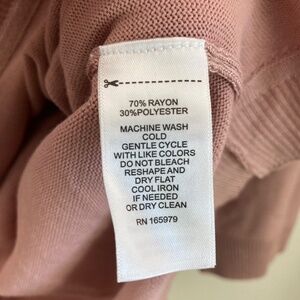 70% RAYON
30%POLYESTER
MACHINE WASH
COLD
GENTLE CYCLE
WITH LIKE COLORS
DO NOT BLEACH
RESHAPE AND
DRY FLAT
COOL IRON
IF NEEDED
OR DRY CLEAN
RN 165979